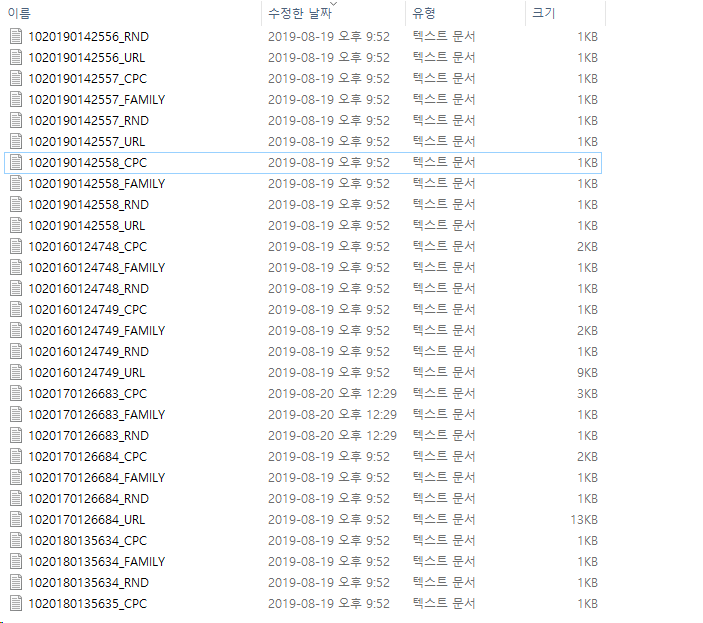 이름 수정한 날짜 유형 크기
1020190142556_RND 2019-08-19 오후 9:52 텍스트 문서 1KB
1020190142556_URL 2019-08-19 오후 9:52 텍스트 문서 1KB
1020190142557_CPC 2019-08-19 오후 9:52 텍스트 문서 1KB
1020190142557_FAMILY 2019-08-19 오후 9:52 텍스트 문서 1KB
1020190142557_RND 2019-08-19 오후 9:52 텍스트 문서 1KB
1020190142557_URL 2019-08-19 오후 9:52 텍스트 문서 1KB
1020190142558_CPC 2019-08-19 오후 9:52 텍스트 문서 1KB
1020190142558_FAMILY 2019-08-19 오후 9:52 텍스트 문서 1KB
1020190142558_RND 2019-08-19 오후 9:52 텍스트 문서 1KB
1020190142558_URL 2019-08-19 오후 9:52 텍스트 문서 1KB
1020160124748_CPC 2019-08-19 오후 9:52 텍스트 문서 2KB
1020160124748_FAMILY 2019-08-19 오후 9:52 텍스트 문서 1KB
1020160124748_RND 2019-08-19 오후 9:52 텍스트 문서 1KB
1020160124749_CPC 2019-08-19 오후 9:52 텍스트 문서 1KB
1020160124749_FAMILY 2019-08-19 오후 9:52 텍스트 문서 2KB
1020160124749_RND 2019-08-19 오후 9:52 텍스트 문서 1KB
1020160124749_URL 2019-08-19 오후 9:52 텍스트 문서 9KB
1020170126683_CPC 2019-08-20 오후 12:29 텍스트 문서 3KB
1020170126683_FAMILY 2019-08-20 오후 12:29 텍스트 문서 1KB
1020170126683_RND 2019-08-20 오후 12:29 텍스트 문서 1KB
1020170126684_CPC 2019-08-19 오후 9:52 텍스트 문서 2KB
1020170126684_FAMILY 2019-08-19 오후 9:52 텍스트 문서 1KB
1020170126684_RND 2019-08-19 오후 9:52 텍스트 문서 1KB
1020170126684_URL 2019-08-19 오후 9:52 텍스트 문서 13KB
1020180135634_CPC 2019-08-19 오후 9:52 텍스트 문서 1KB
1020180135634_FAMILY 2019-08-19 오후 9:52 텍스트 문서 1KB
1020180135634_RND 2019-08-19 오후 9:52 텍스트 문서 1KB
1020180135635_CPC 2019-08-19 오후 9:52 텍스트 문서 1KB